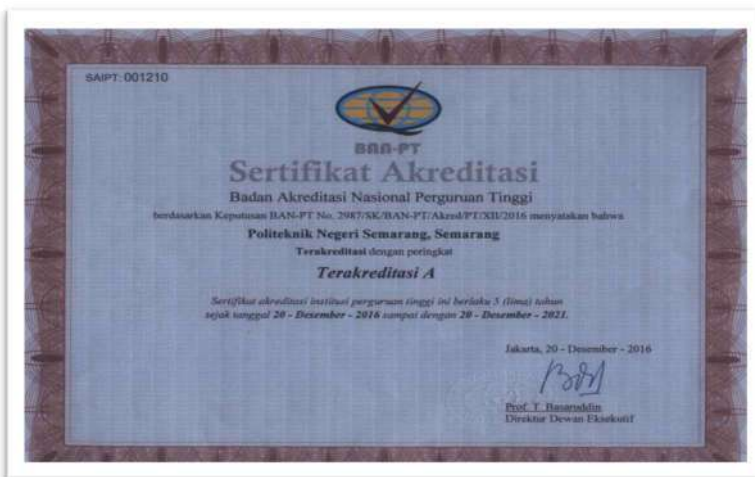 SAIPT: 001210
BAN-PT
Sertifikat Akreditasi
Badan Akreditasi Nasional Perguruan Tinggi
berdasarkan Keputusan BAN-PT No. 2987/SK/BAN-PT/Akred/PT/XII/2016 menyatakan bahwa
Politeknik Negeri Semarang, Semarang
Terakreditasi dengan peringkat
Terakreditasi A
Sertifikat akreditasi institusi perguruan tinggi ini berlaku 5 (lima) tahun
sejak tanggal 20 - Desember - 2016 sampai dengan 20 - Desember - 2021.
Jakarta, 20 - Desember - 2016
Prof. T. Basaruddin
Direktur Dewan Eksekutif